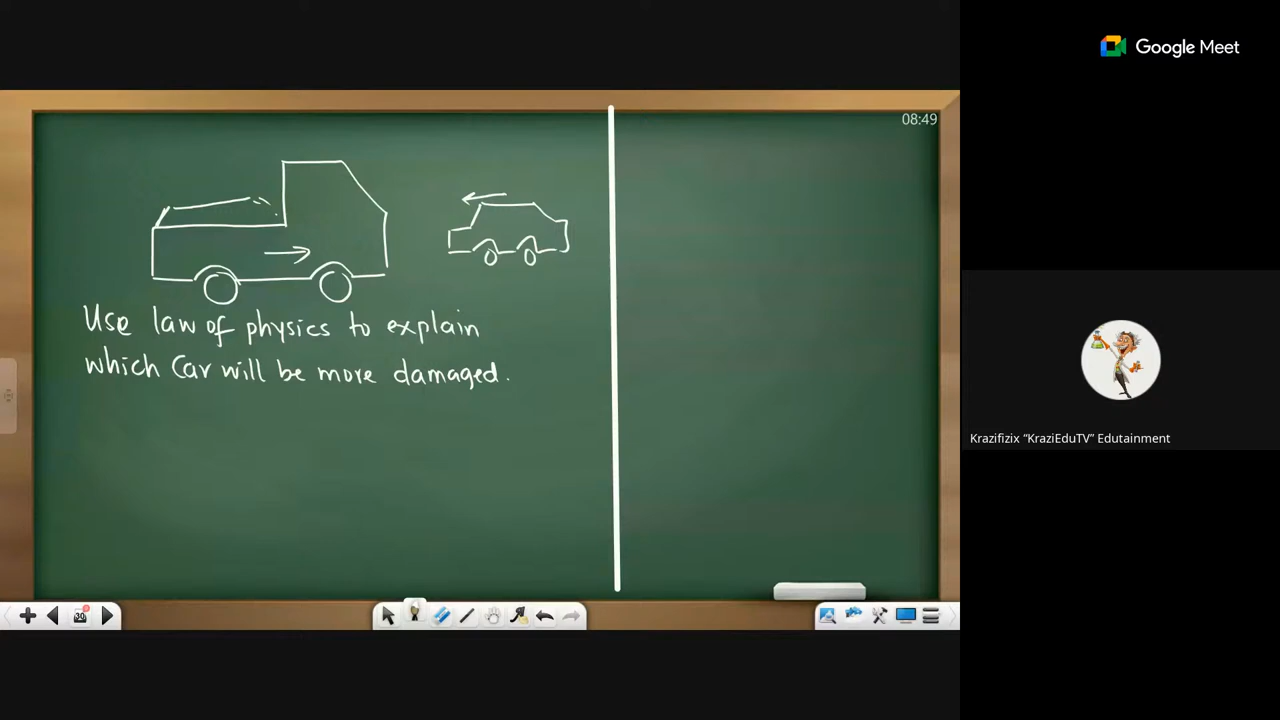 Google Meet
08:49
Use law of physics to explain
which Car will be more damaged.
30
Krazifizix “KraziEduTV” Edutainment